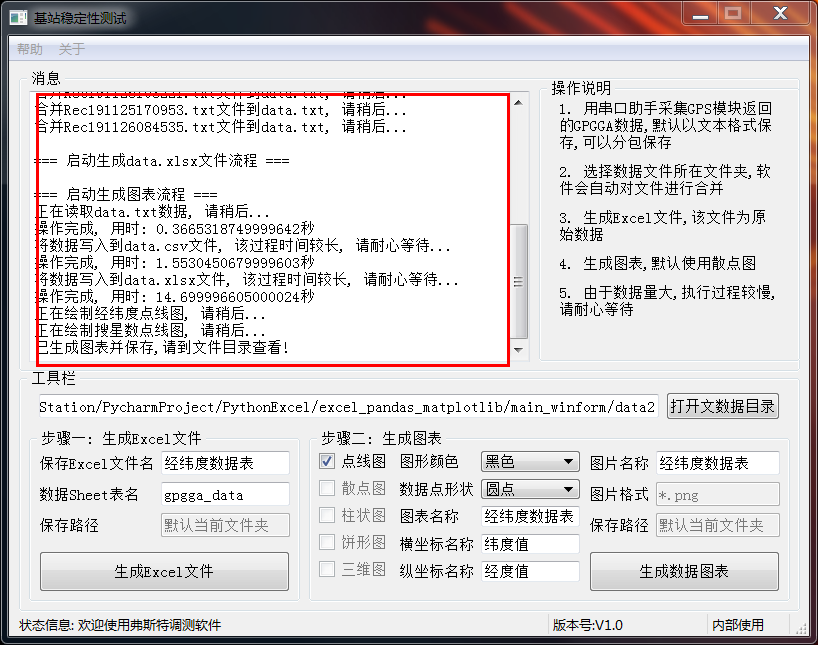 基站稳定性测试
帮助 关于
消息
合并Rec191125170953.txt文件到data.txt, 请稍后...
合并Rec191126084535.txt文件到data.txt, 请稍后...
=== 启动生成data.xlsx文件流程 ===
=== 启动生成图表流程 ===
正在读取data.txt数据, 请稍后...
操作完成, 用时: 0.3665318749999642秒
将数据写入到data.csv文件, 该过程时间较长, 请耐心等待...
操作完成, 用时: 1.5530450679999603秒
将数据写入到data.xlsx文件, 该过程时间较长, 请耐心等待...
操作完成, 用时: 14.699996605000024秒
正在绘制经纬度点线图, 请稍后...
正在绘制搜星数点线图, 请稍后...
已生成图表并保存,请到文件目录查看!
操作说明
1. 用串口助手采集GPS模块返回
的GPGGA数据,默认以文本格式保
存,可以分包保存
2. 选择数据文件所在文件夹,软
件会自动对文件进行合并
3. 生成Excel文件,该文件为原
始数据
4. 生成图表,默认使用散点图
5. 由于数据量大,执行过程较慢,
请耐心等待
工具栏
Station/PycharmProject/PythonExcel/excel_pandas_matplotlib/main_winform/data2
打开文数据目录
步骤一: 生成Excel文件
保存Excel文件名 经纬度数据表
数据Sheet表名 gpgga_data
保存路径 默认当前文件夹
生成Excel文件
步骤二: 生成图表
点线图 图形颜色 黑色 图片名称 经纬度数据表
散点图 数据点形状 圆点 图片格式 *.png
柱状图 图表名称 经纬度数据表 保存路径 默认当前文件夹
饼形图 横坐标名称 纬度值
三维图 纵坐标名称 经度值
生成数据图表
状态信息: 欢迎使用弗斯特调测软件
版本号:V1.0
内部使用